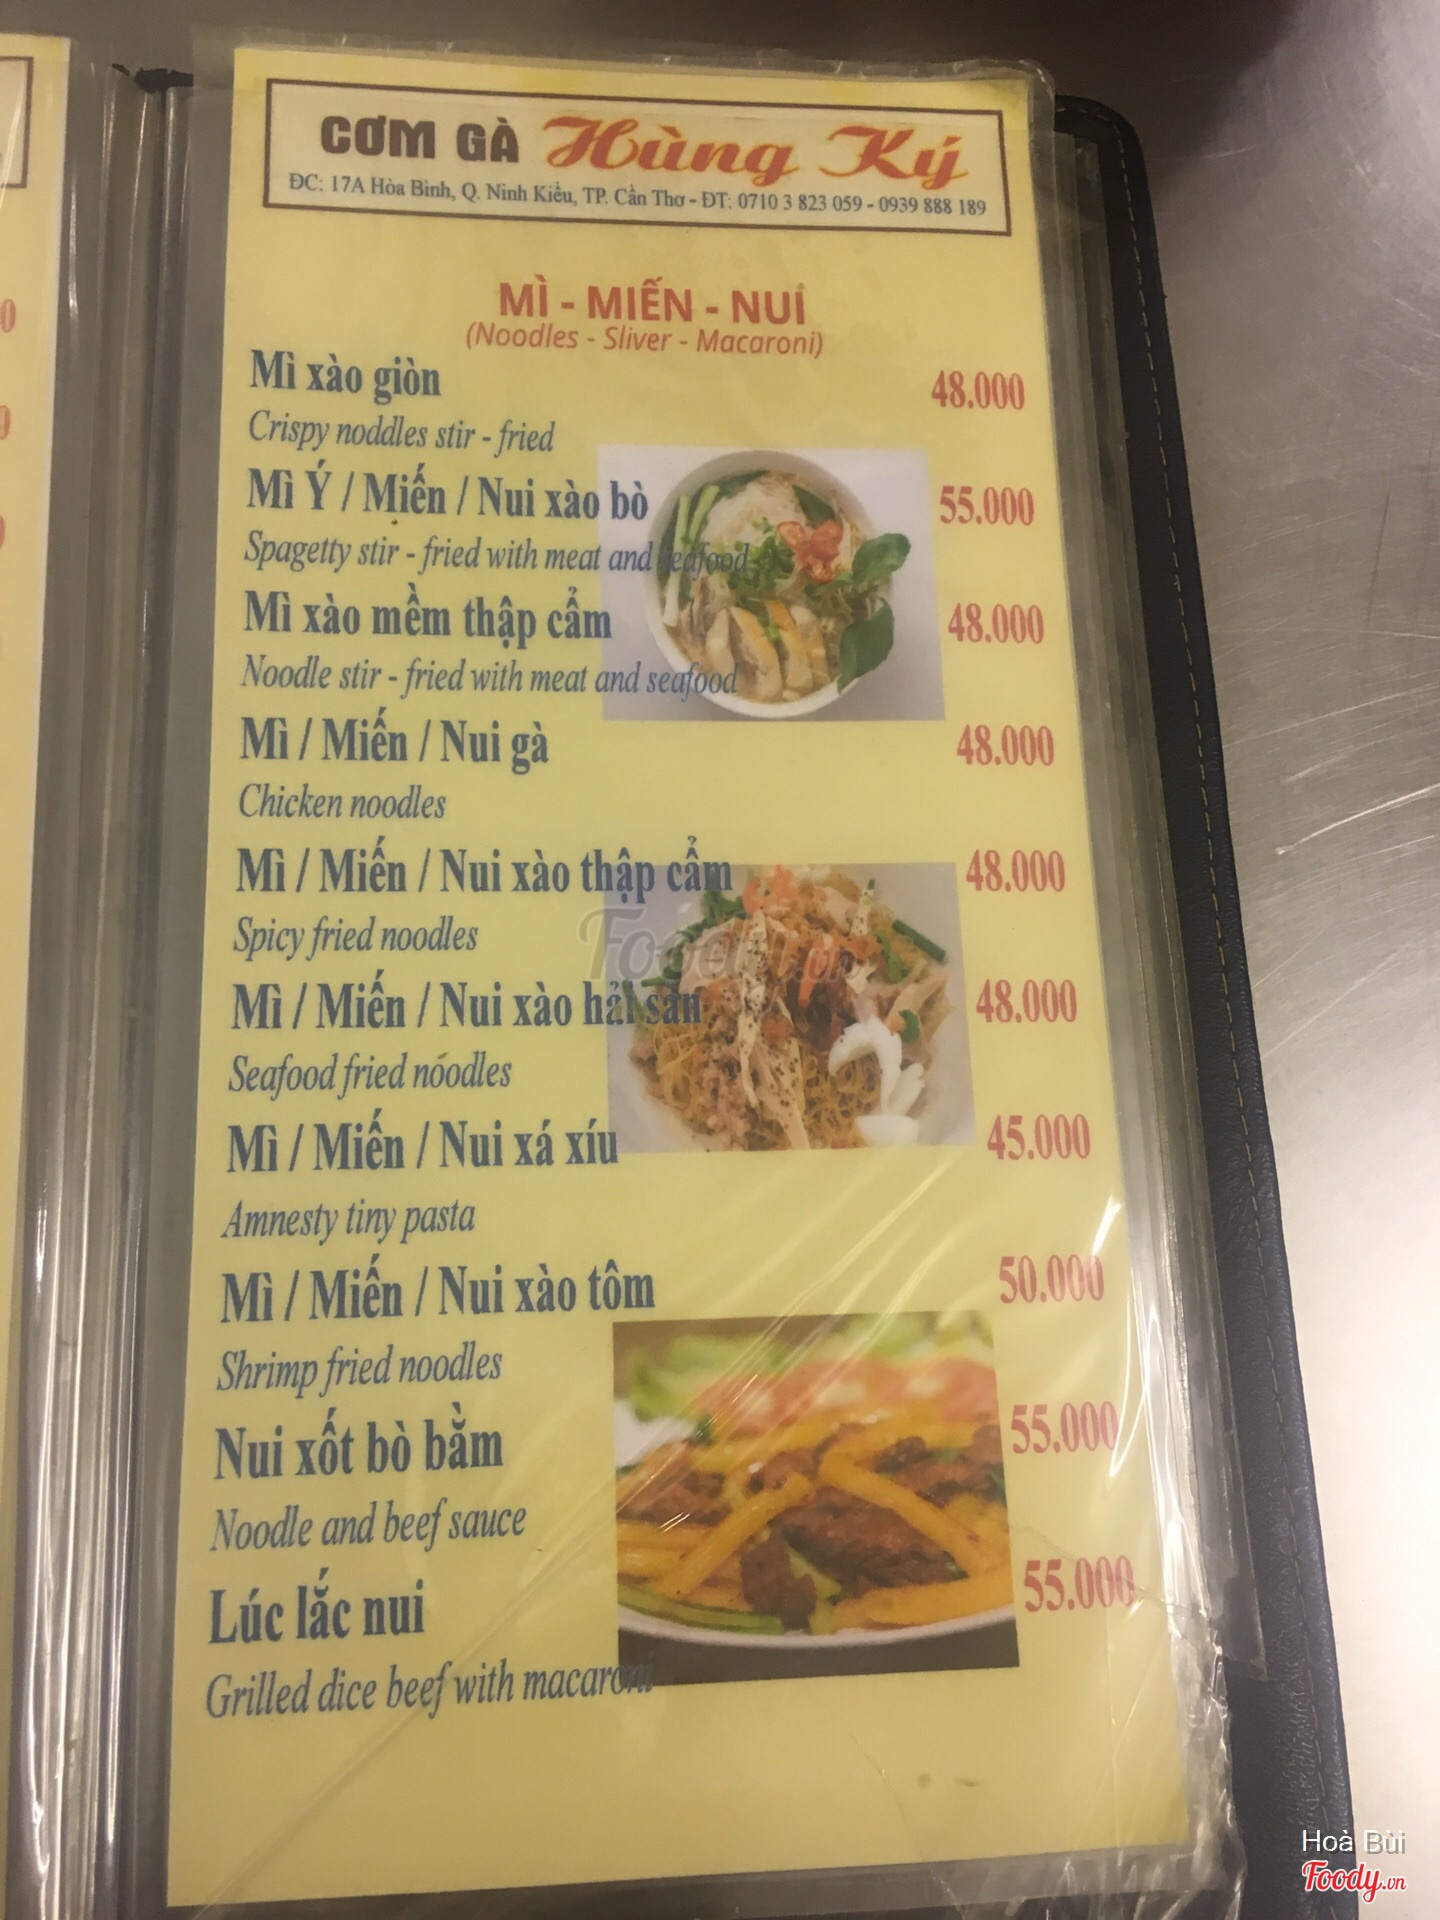 CƠM GÀ Hùng Ký
ĐC: 17A Hòa Bình, Q. Ninh Kiều, TP. Cần Thơ - ĐT: 0710 3 823 059 - 0939 888 189
MÌ - MIẾN - NUI
(Noodles - Sliver - Macaroni)
Mì xào giòn 48.000
Crispy noddles stir - fried
Mì Ý / Miến / Nui xào bò 55.000
Spagetty stir - fried with meat and seafood
Mì xào mềm thập cẩm 48.000
Noodle stir - fried with meat and seafood
Mì / Miến / Nui gà 48.000
Chicken noodles
Mì / Miến / Nui xào thập cẩm 48.000
Spicy fried noodles
Foody.vn
Mì / Miến / Nui xào hải sản 48.000
Seafood fried noodles
Mì / Miến / Nui xá xíu 45.000
Amnesty tiny pasta
Mì / Miến / Nui xào tôm 50.000
Shrimp fried noodles
Nui xốt bò bằm 55.000
Noodle and beef sauce
Lúc lắc nui 55.000
Grilled dice beef with macaroni
Hoà Bùi
Foody.vn